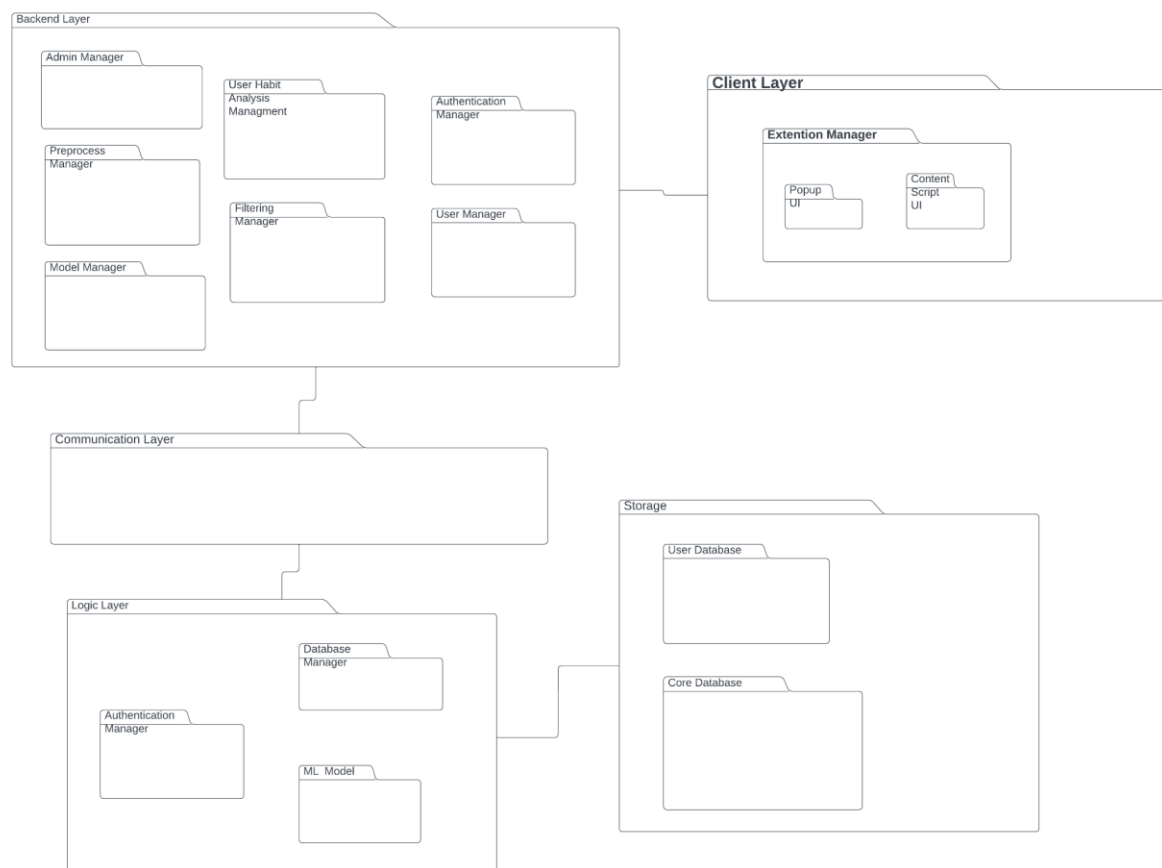 Backend Layer
Admin Manager
User Habit
Analysis
Managment
Authentication
Manager
Preprocess
Manager
Filtering
Manager
User Manager
Model Manager
Client Layer
Extention Manager
Popup
UI
Content
Script
UI
Communication Layer
Storage
User Database
Core Database
Logic Layer
Database
Manager
Authentication
Manager
ML Model